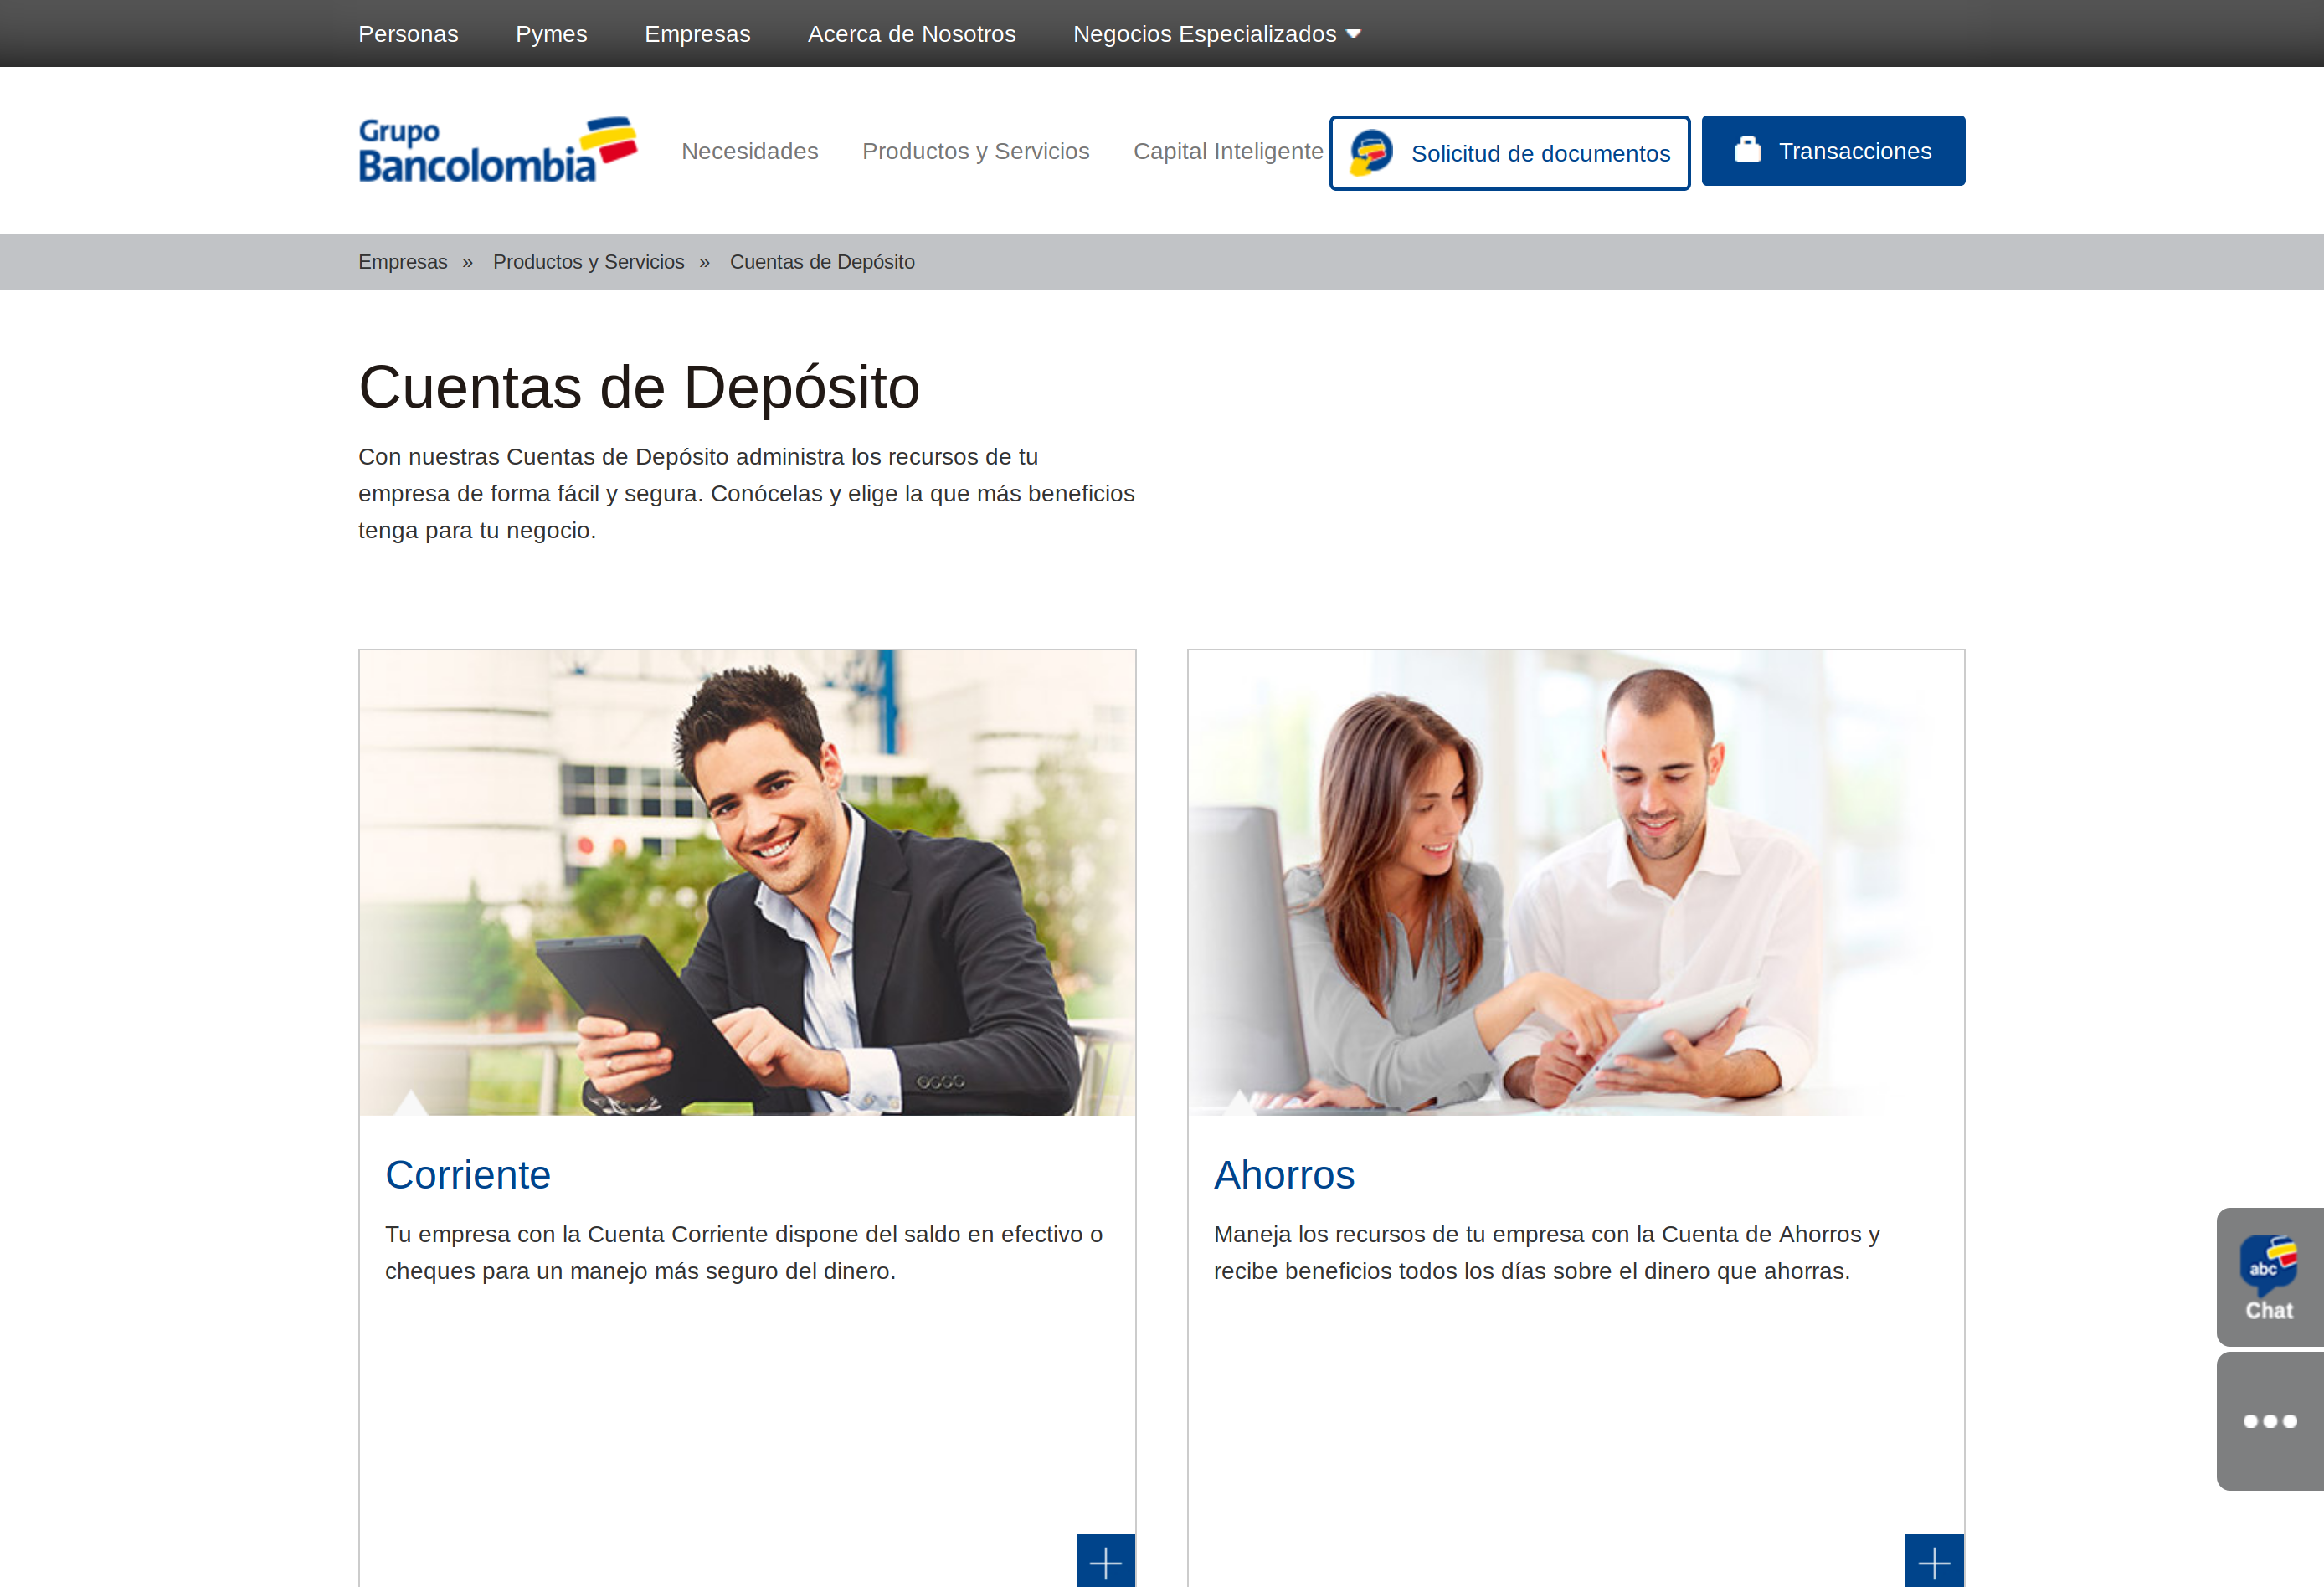 Personas Pymes Empresas Acerca de Nosotros Negocios Especializados
Grupo
Bancolombia
Necesidades Productos y Servicios Capital Inteligente Solicitud de documentos Transacciones
Empresas » Productos y Servicios » Cuentas de Depósito
Cuentas de Depósito
Con nuestras Cuentas de Depósito administra los recursos de tu
empresa de forma fácil y segura. Conócelas y elige la que más beneficios
tenga para tu negocio.
Corriente
Tu empresa con la Cuenta Corriente dispone del saldo en efectivo o
cheques para un manejo más seguro del dinero.
Ahorros
Maneja los recursos de tu empresa con la Cuenta de Ahorros y
recibe beneficios todos los días sobre el dinero que ahorras.
abc
Chat